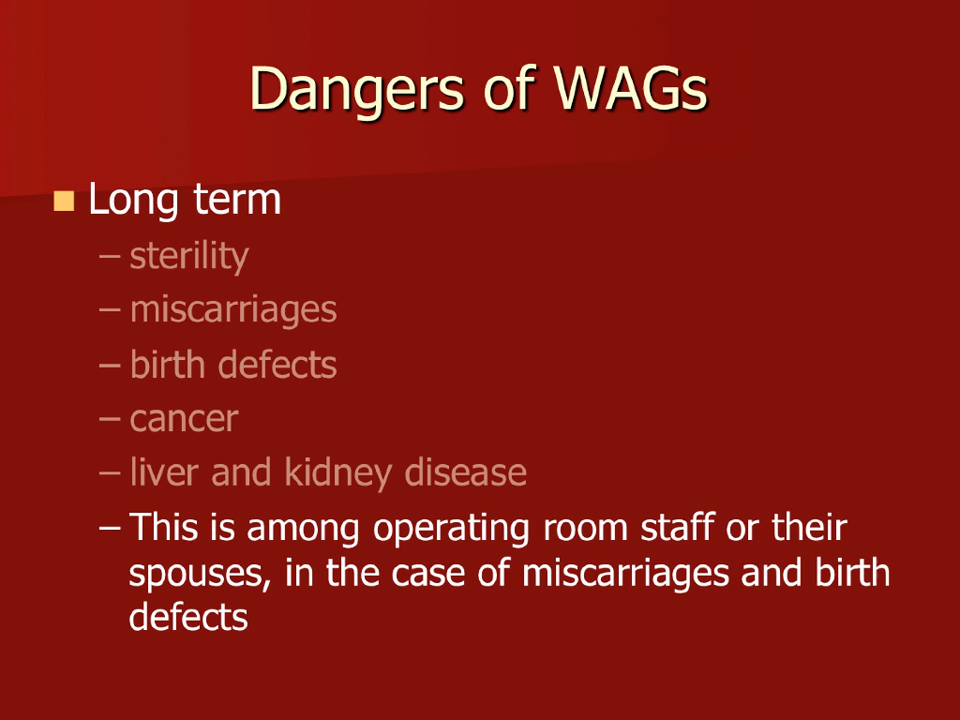 Dangers of WAGs
Long term
– sterility
– miscarriages
– birth defects
– cancer
– liver and kidney disease
– This is among operating room staff or their
spouses, in the case of miscarriages and birth
defects